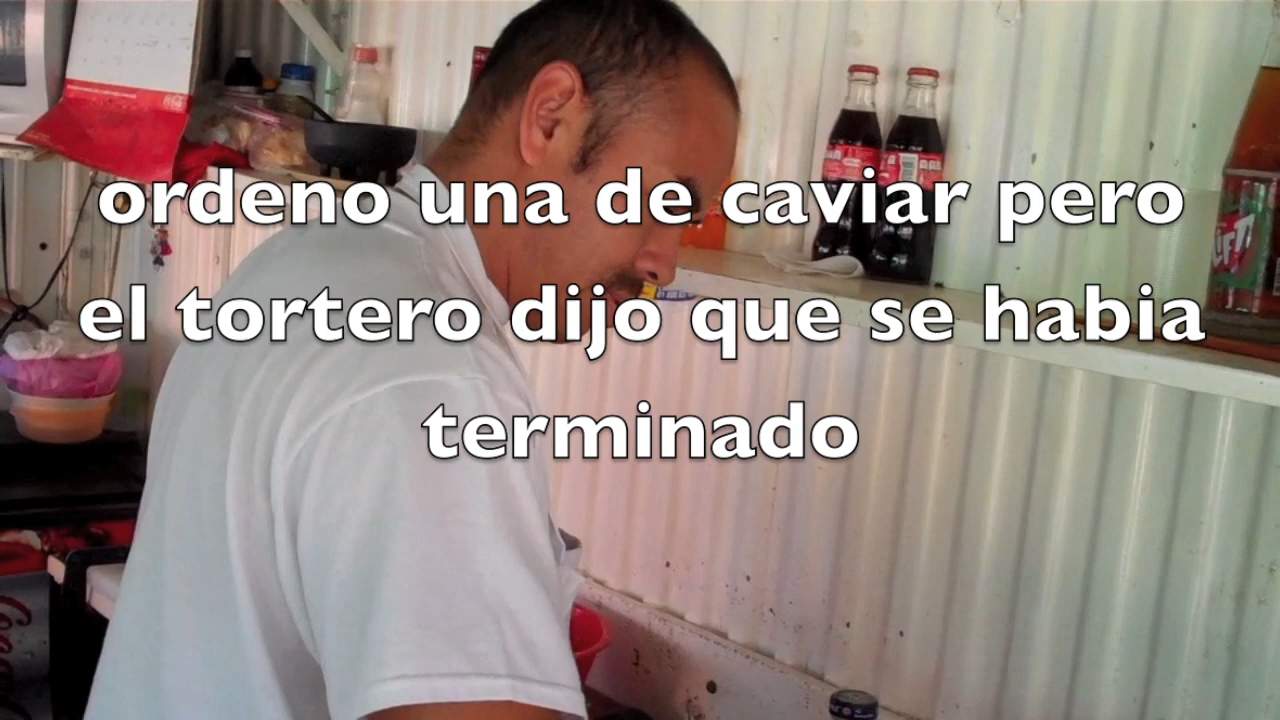 ordeno una de caviar pero
el tortero dijo que se habia
terminado